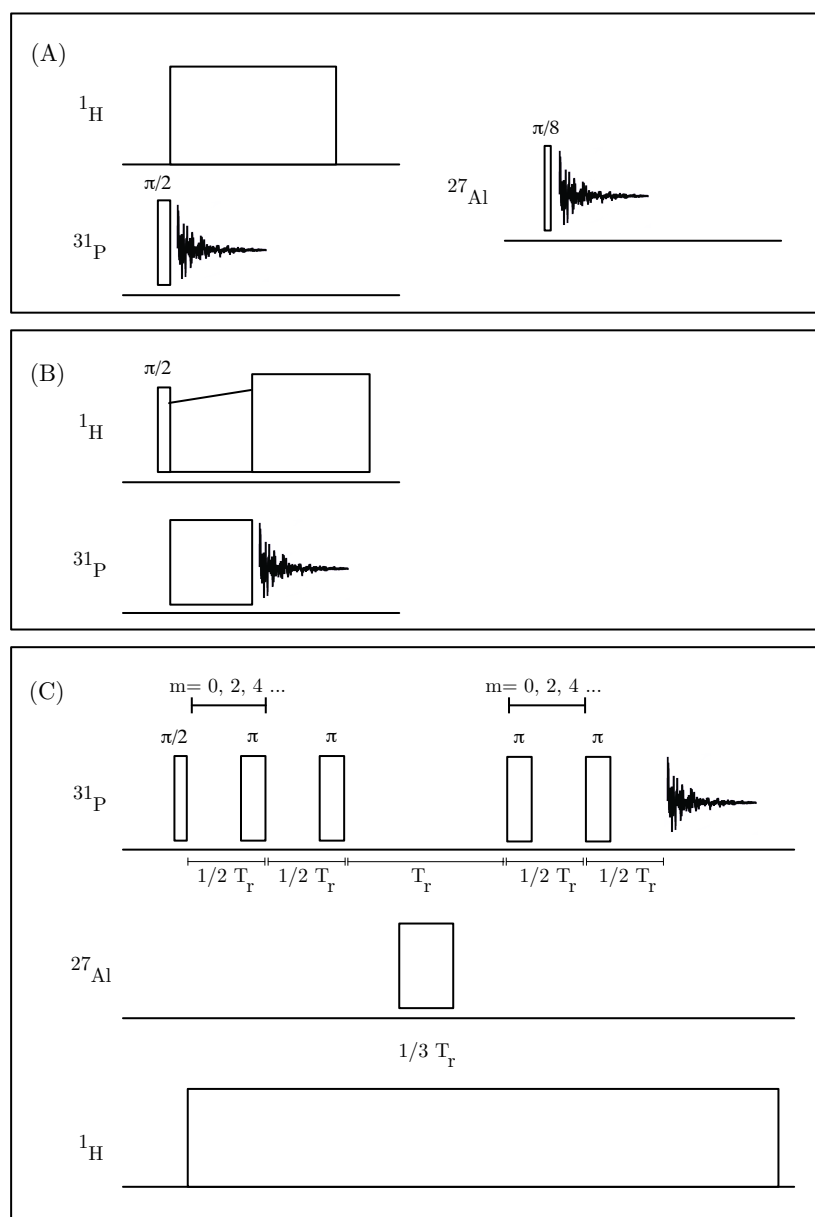 (A)
¹H
π/2
³¹P
π/8
²⁷Al
(B)
π/2
¹H
³¹P
(C)
m= 0, 2, 4 ... m= 0, 2, 4 ...
π/2 π π π π
³¹P
1/2 Tᵣ 1/2 Tᵣ Tᵣ 1/2 Tᵣ 1/2 Tᵣ
²⁷Al
1/3 Tᵣ
¹H